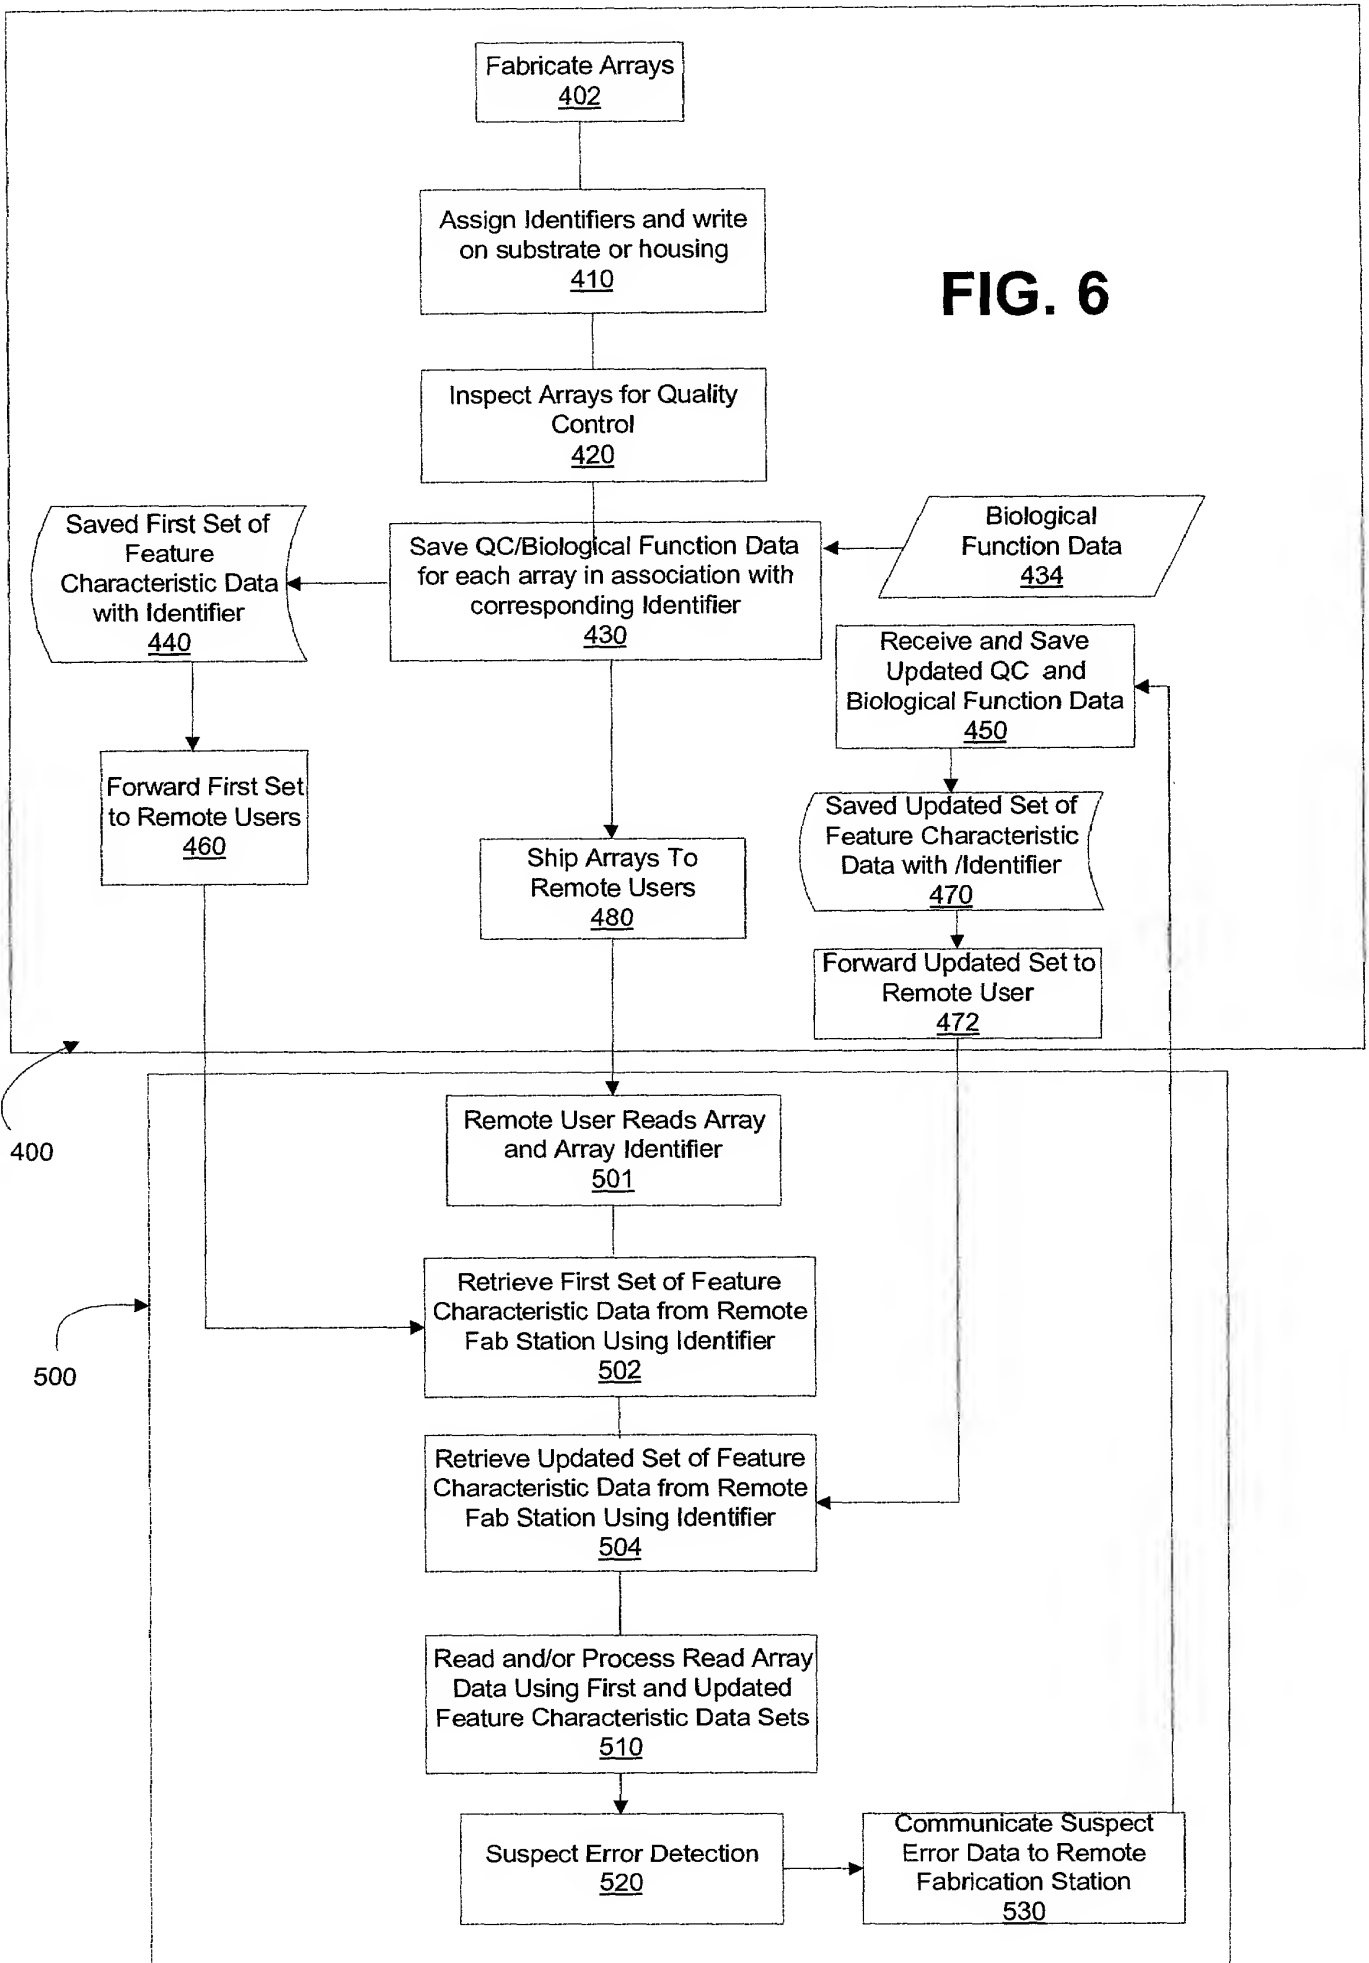 Fabricate Arrays
402
Assign Identifiers and write
on substrate or housing
410
FIG. 6
Inspect Arrays for Quality
Control
420
Saved First Set of
Feature
Characteristic Data
with Identifier
440
Save QC/Biological Function Data
for each array in association with
corresponding Identifier
430
Biological
Function Data
434
Receive and Save
Updated QC and
Biological Function Data
450
Forward First Set
to Remote Users
460
Ship Arrays To
Remote Users
480
Saved Updated Set of
Feature Characteristic
Data with /Identifier
470
Forward Updated Set to
Remote User
472
400
Remote User Reads Array
and Array Identifier
501
Retrieve First Set of Feature
Characteristic Data from Remote
Fab Station Using Identifier
502
500
Retrieve Updated Set of Feature
Characteristic Data from Remote
Fab Station Using Identifier
504
Read and/or Process Read Array
Data Using First and Updated
Feature Characteristic Data Sets
510
Suspect Error Detection
520
Communicate Suspect
Error Data to Remote
Fabrication Station
530